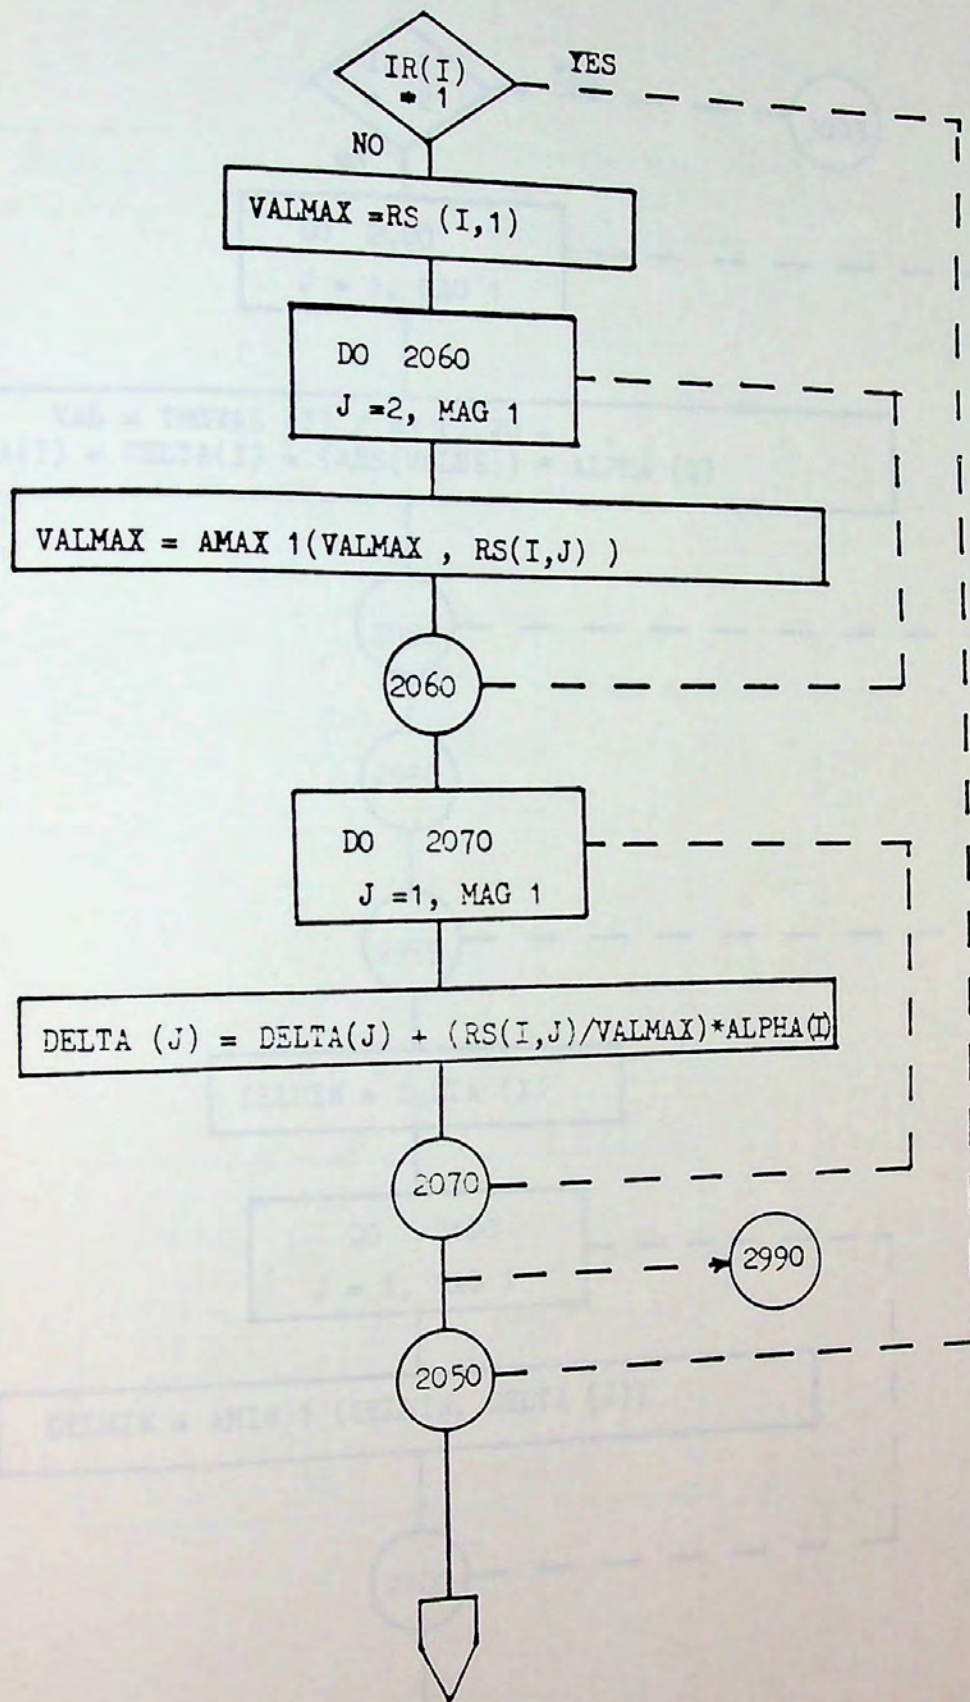 IR(I)
= 1
YES
NO
VALMAX =RS (I,1)
DO 2060
J =2, MAG 1
VALMAX = AMAX 1(VALMAX , RS(I,J) )
2060
DO 2070
J =1, MAG 1
DELTA (J) = DELTA(J) + (RS(I,J)/VALMAX)*ALPHA(I)
2070
2990
2050